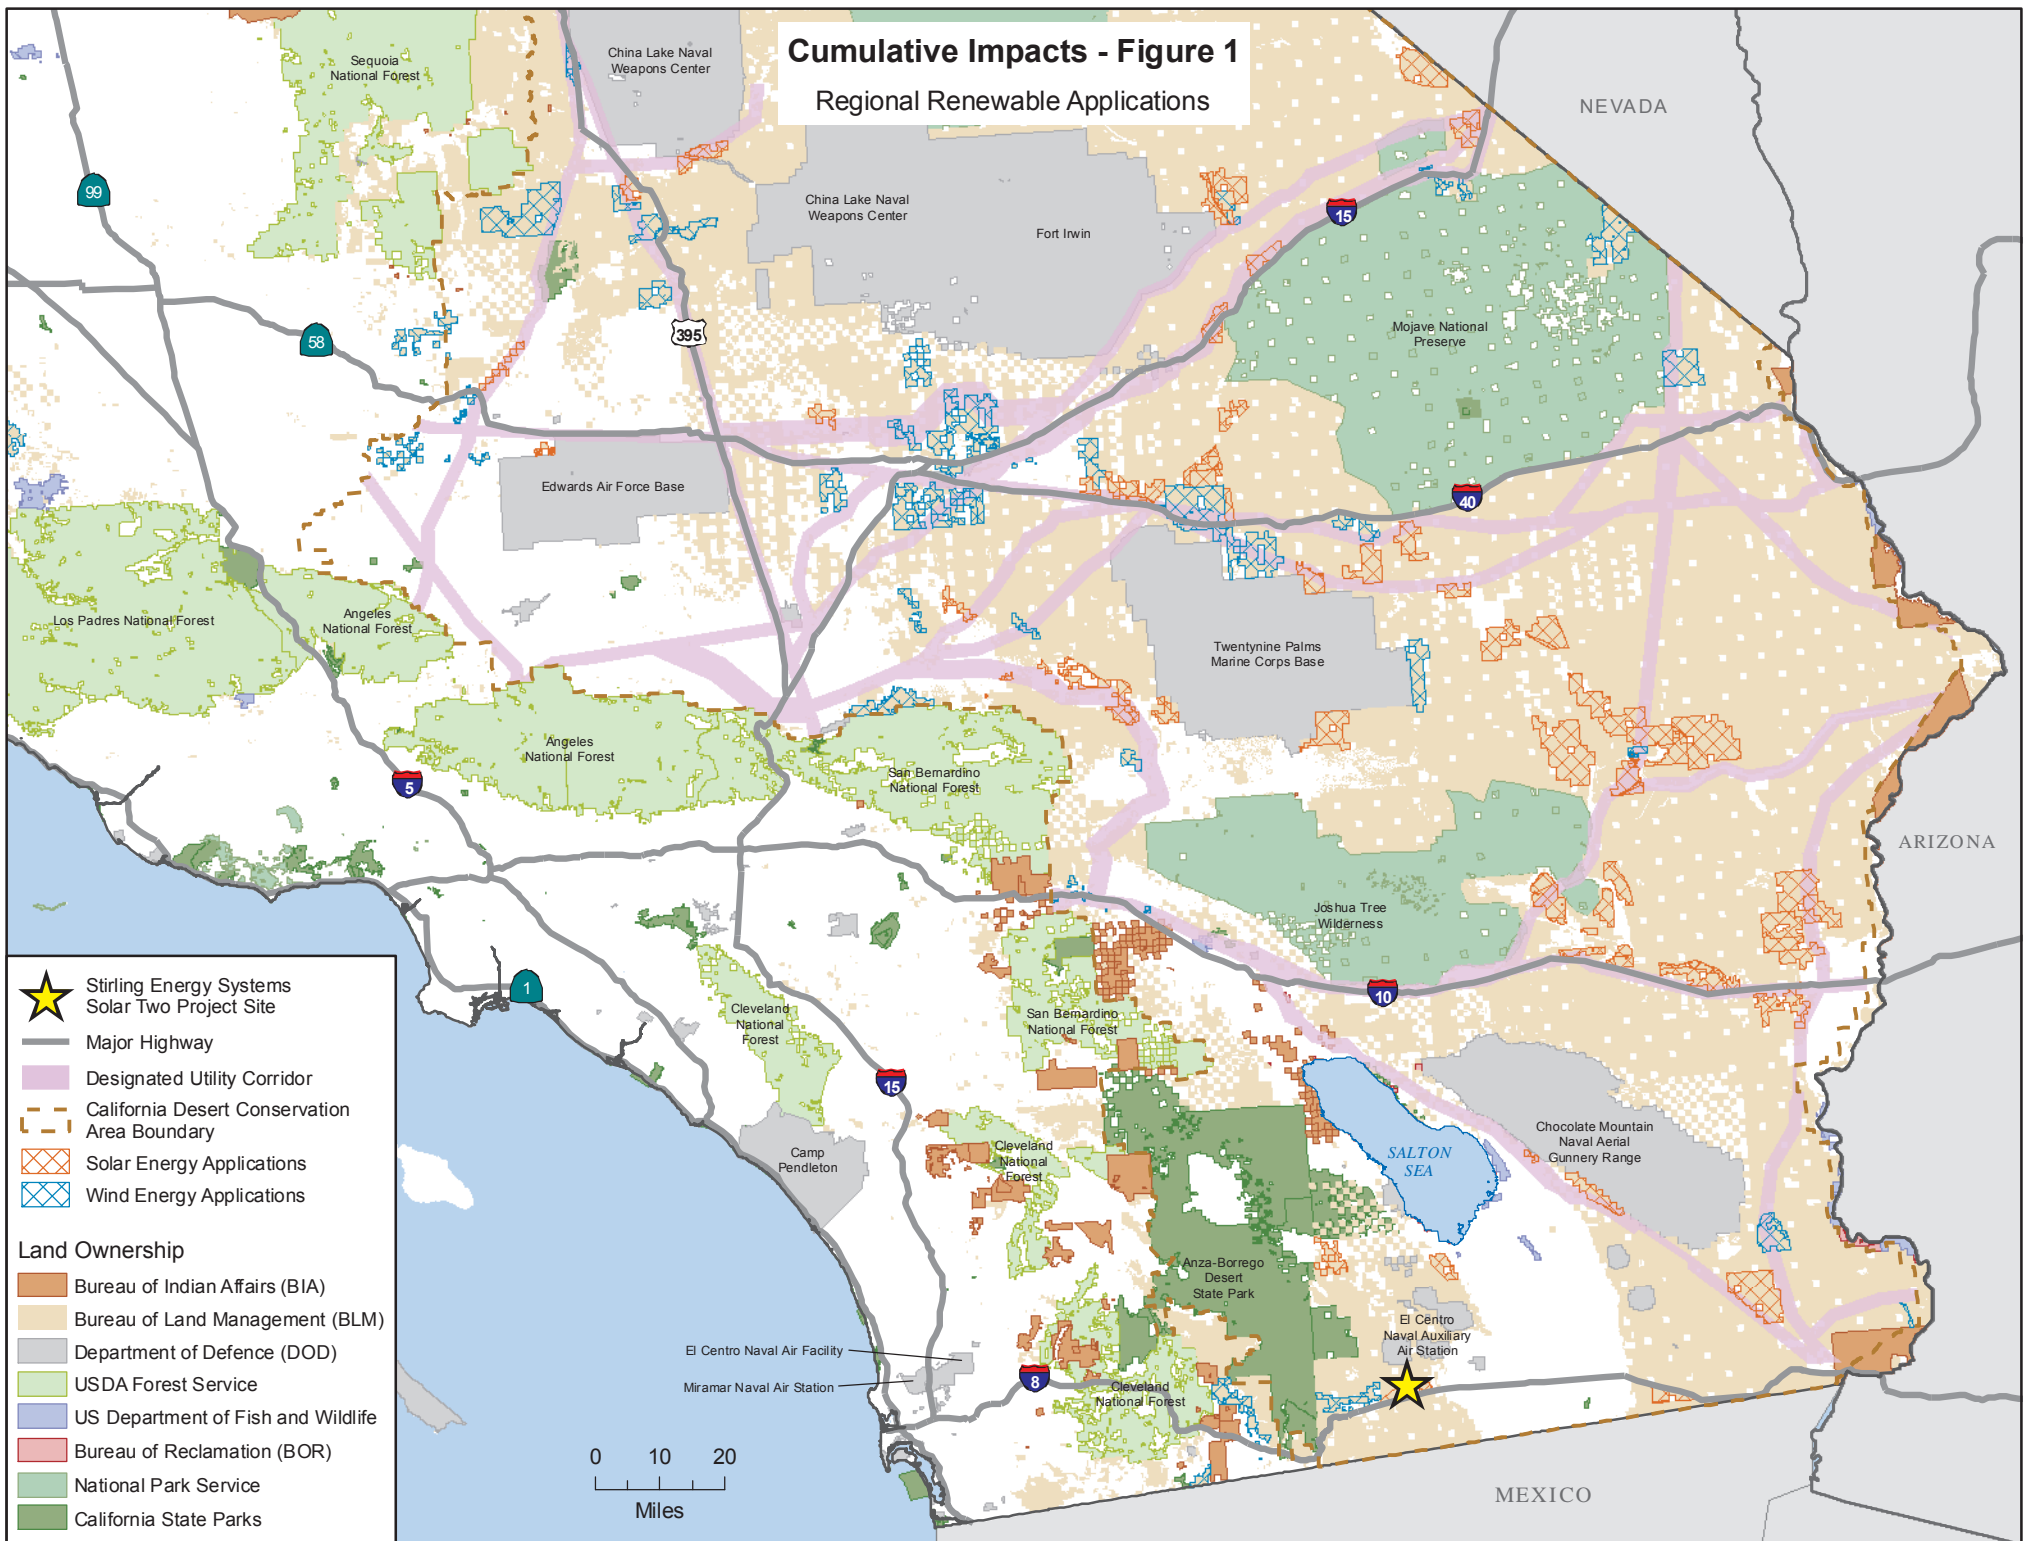 Cumulative Impacts - Figure 1
Regional Renewable Applications
Sequoia
National Forest
China Lake Naval
Weapons Center
NEVADA
99
China Lake Naval
Weapons Center
Fort Irwin
15
58
395
Mojave National
Preserve
Edwards Air Force Base
40
Los Padres National Forest
Angeles
National Forest
Twentynine Palms
Marine Corps Base
Angeles
National Forest
San Bernardino
National Forest
5
ARIZONA
Joshua Tree
Wilderness
1
10
Cleveland
National
Forest
San Bernardino
National Forest
15
Camp
Pendleton
Cleveland
National
Forest
SALTON
SEA
Chocolate Mountain
Naval Aerial
Gunnery Range
Anza-Borrego
Desert
State Park
El Centro
Naval Auxiliary
Air Station
El Centro Naval Air Facility
Miramar Naval Air Station
8
Cleveland
National Forest
MEXICO
0 10 20
Miles
Stirling Energy Systems
Solar Two Project Site
Major Highway
Designated Utility Corridor
California Desert Conservation
Area Boundary
Solar Energy Applications
Wind Energy Applications
Land Ownership
Bureau of Indian Affairs (BIA)
Bureau of Land Management (BLM)
Department of Defence (DOD)
USDA Forest Service
US Department of Fish and Wildlife
Bureau of Reclamation (BOR)
National Park Service
California State Parks